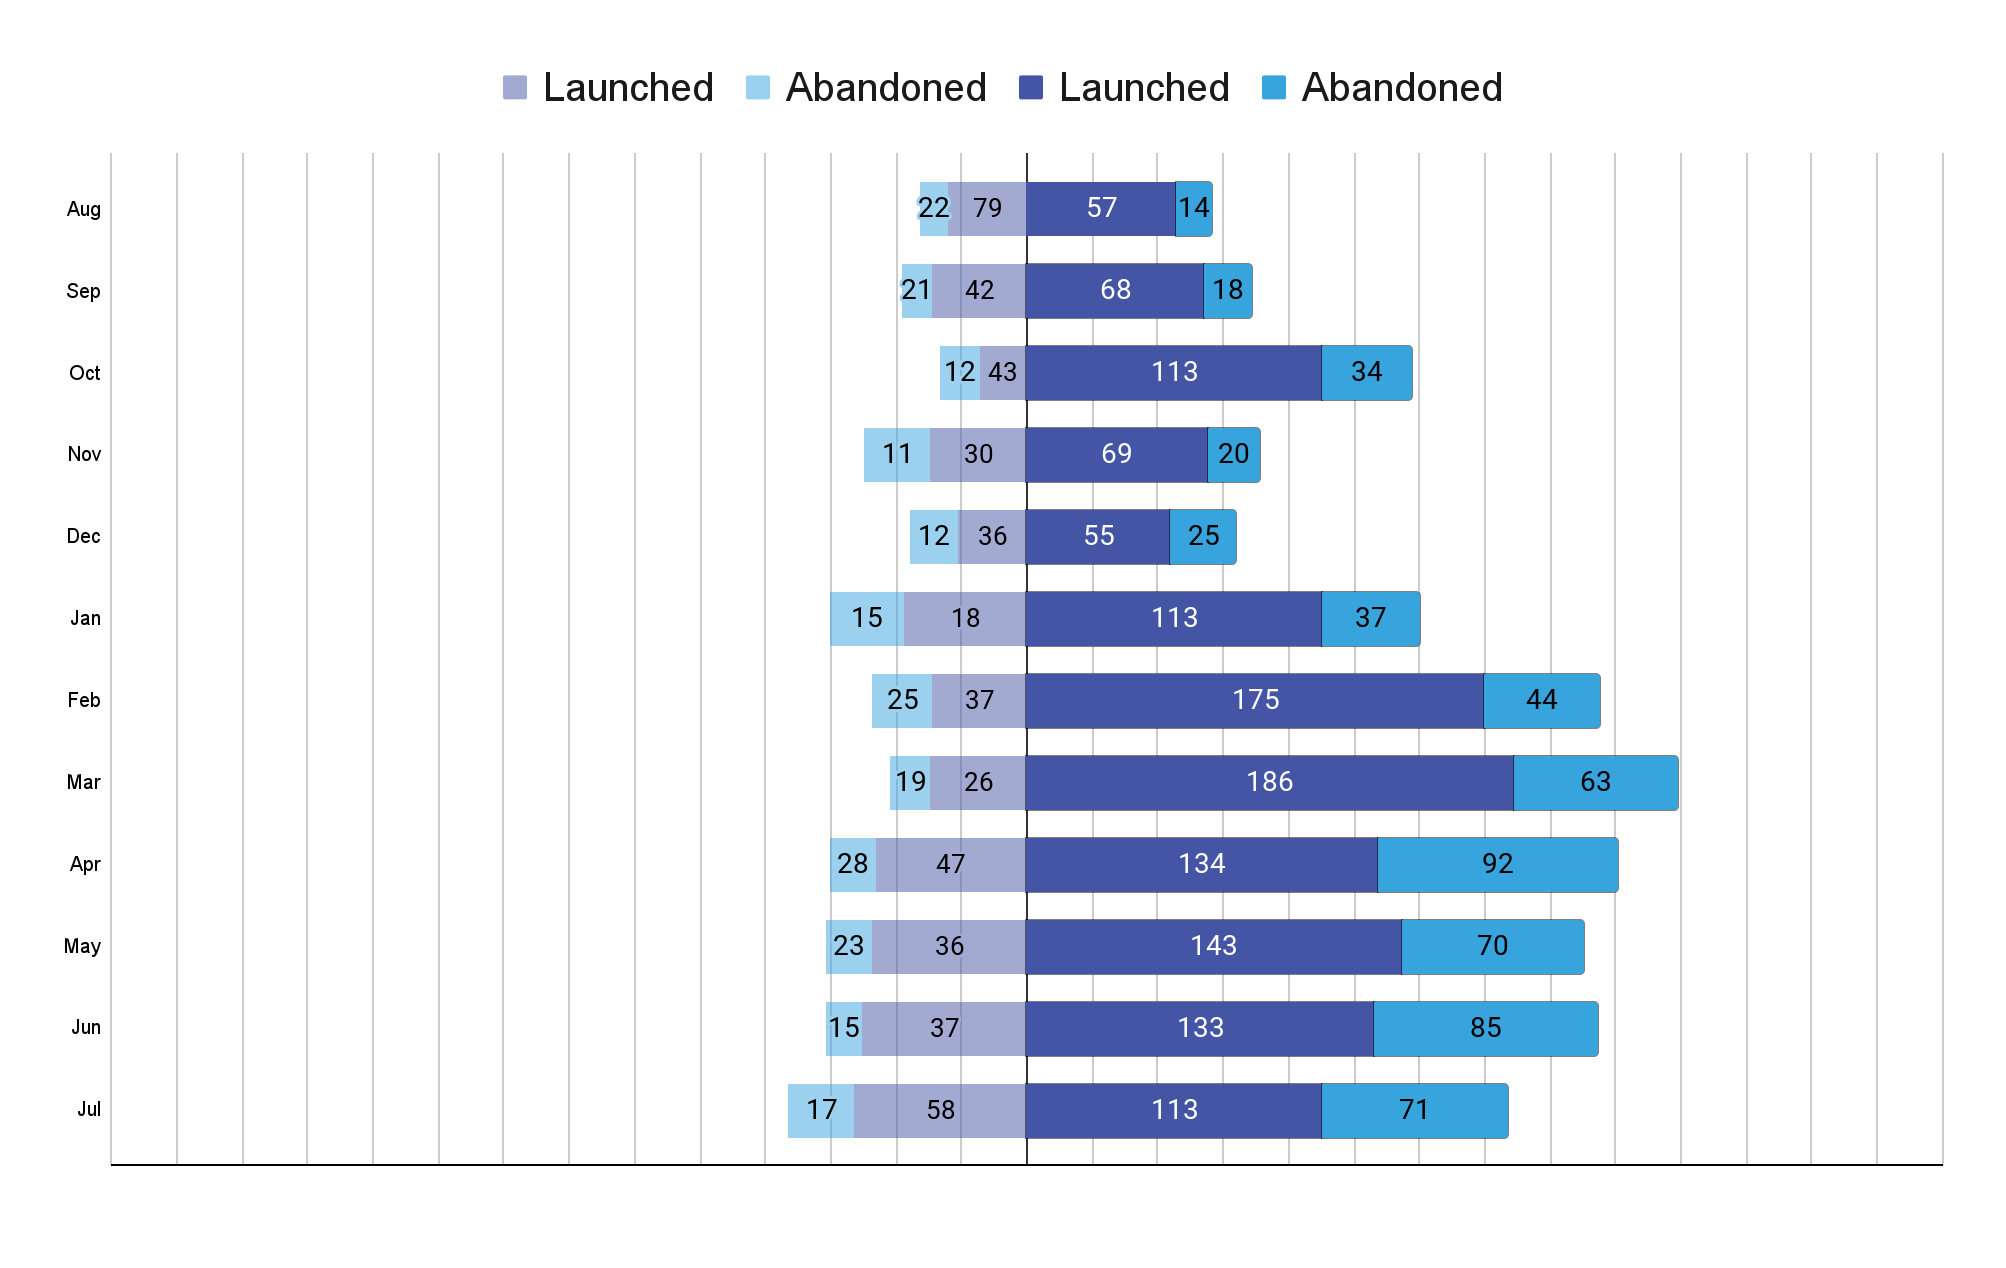 Launched Abandoned Launched Abandoned
Aug 22 79 57 14
Sep 21 42 68 18
Oct 12 43 113 34
Nov 11 30 69 20
Dec 12 36 55 25
Jan 15 18 113 37
Feb 25 37 175 44
Mar 19 26 186 63
Apr 28 47 134 92
May 23 36 143 70
Jun 15 37 133 85
Jul 17 58 113 71